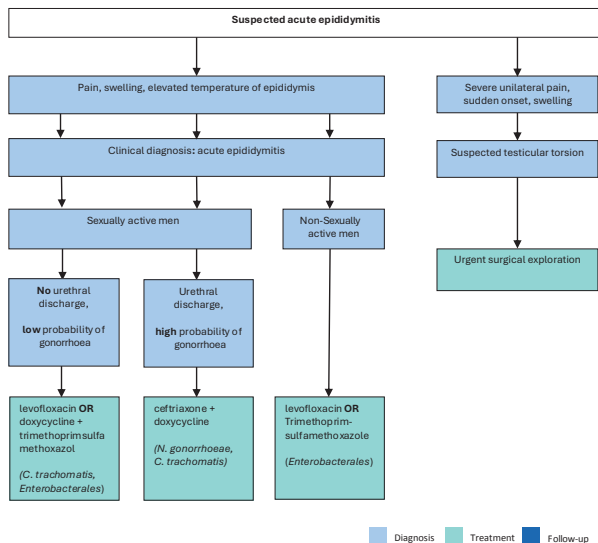 Suspected acute epididymitis
Pain, swelling, elevated temperature of epididymis
Severe unilateral pain,
sudden onset, swelling
Clinical diagnosis: acute epididymitis
Suspected testicular torsion
Sexually active men
Non-Sexually
active men
Urgent surgical exploration
No urethral
discharge,
low probability of
gonorrhoea
Urethral
discharge,
high probability of
gonorrhoea
levofloxacin OR
doxycycline +
trimethoprimsulfa
methoxazol
(C. trachomatis,
Enterobacterales)
ceftriaxone +
doxycycline
(N. gonorrhoeae,
C. trachomatis)
levofloxacin OR
Trimethoprim-
sulfamethoxazole
(Enterobacterales)
Diagnosis
Treatment
Follow-up